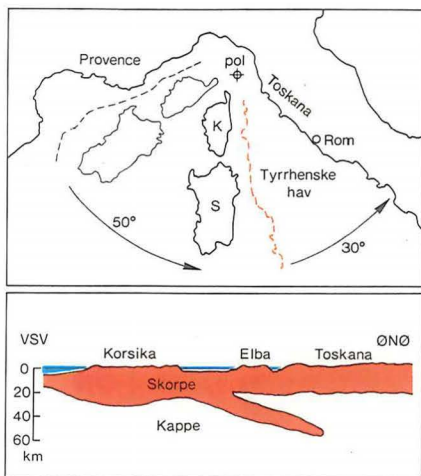 Provence
pol
Toskana
K
Rom
Tyrrhenske
hav
S
50°
30°
VSV
ØNØ
Korsika
Elba
Toskana
0
Skorpe
20
40
Kappe
60
km